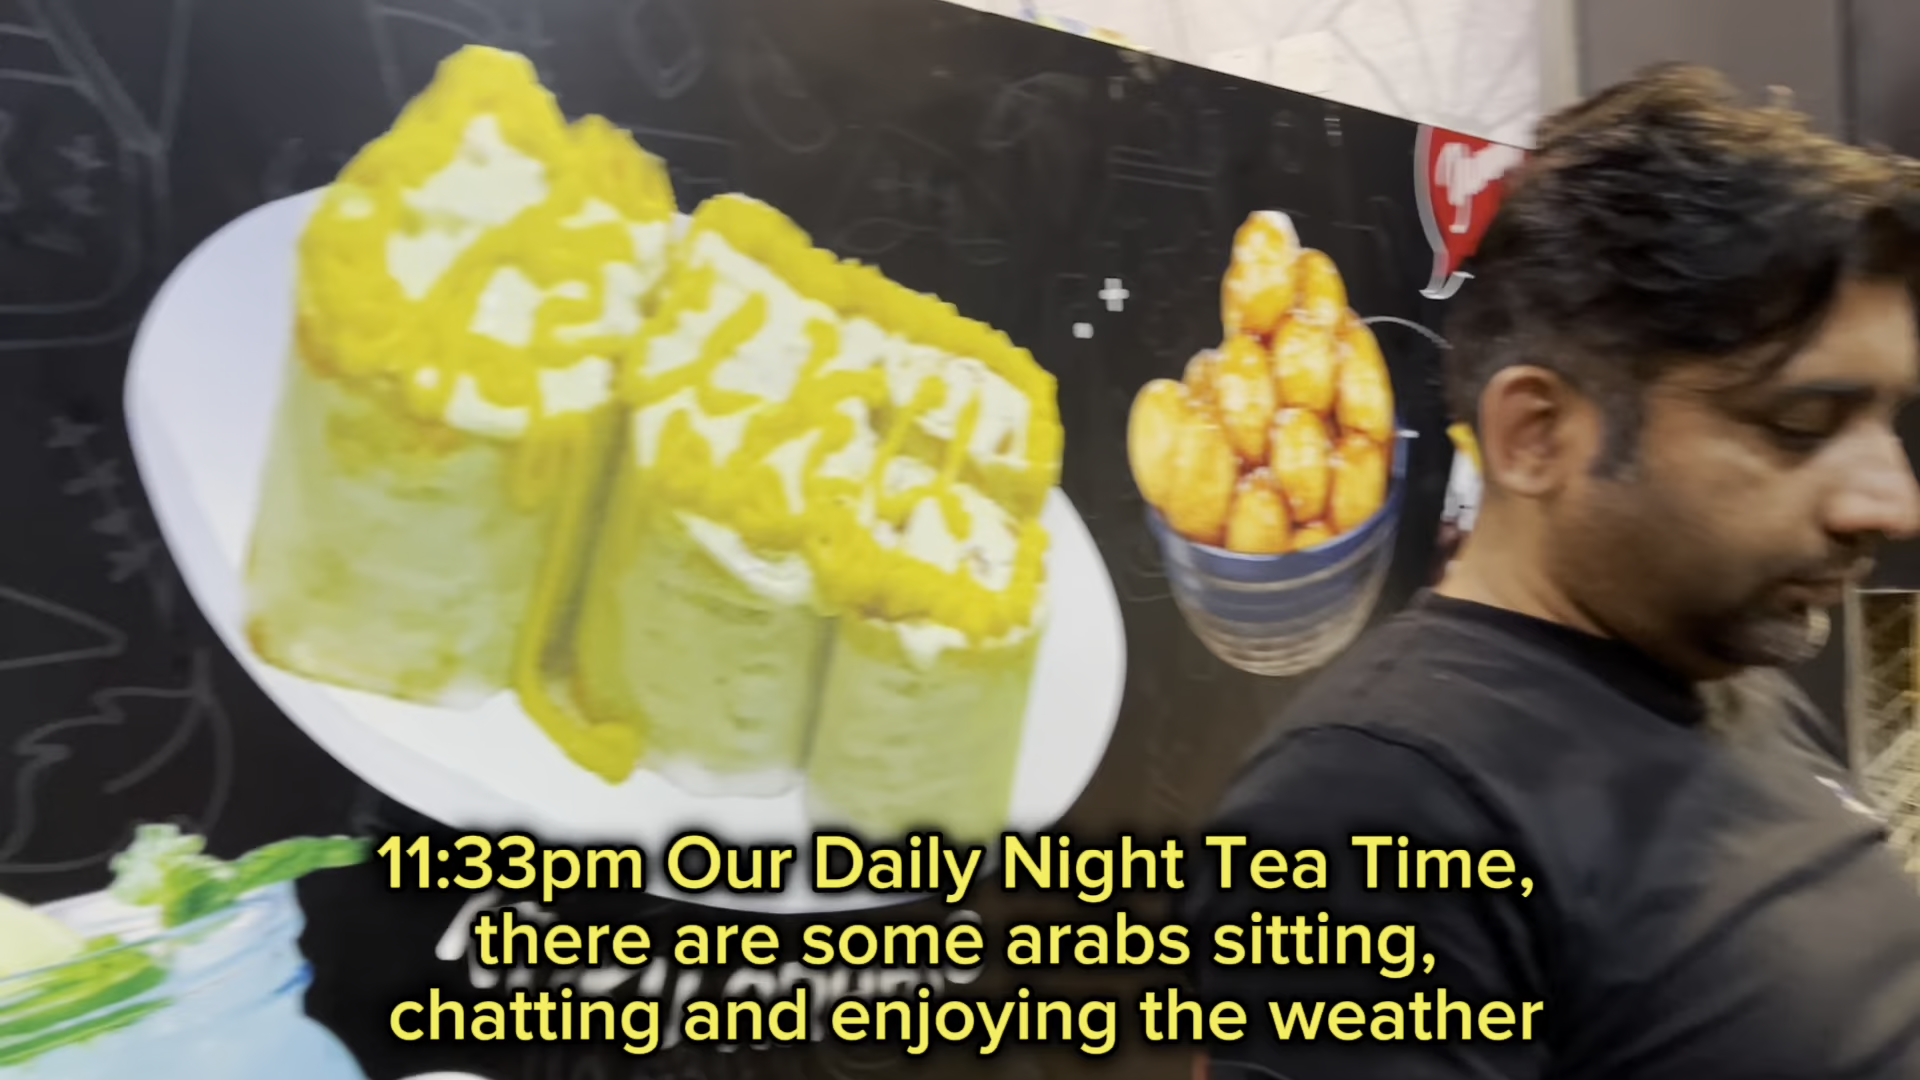 11:33pm Our Daily Night Tea Time,
there are some arabs sitting,
chatting and enjoying the weather